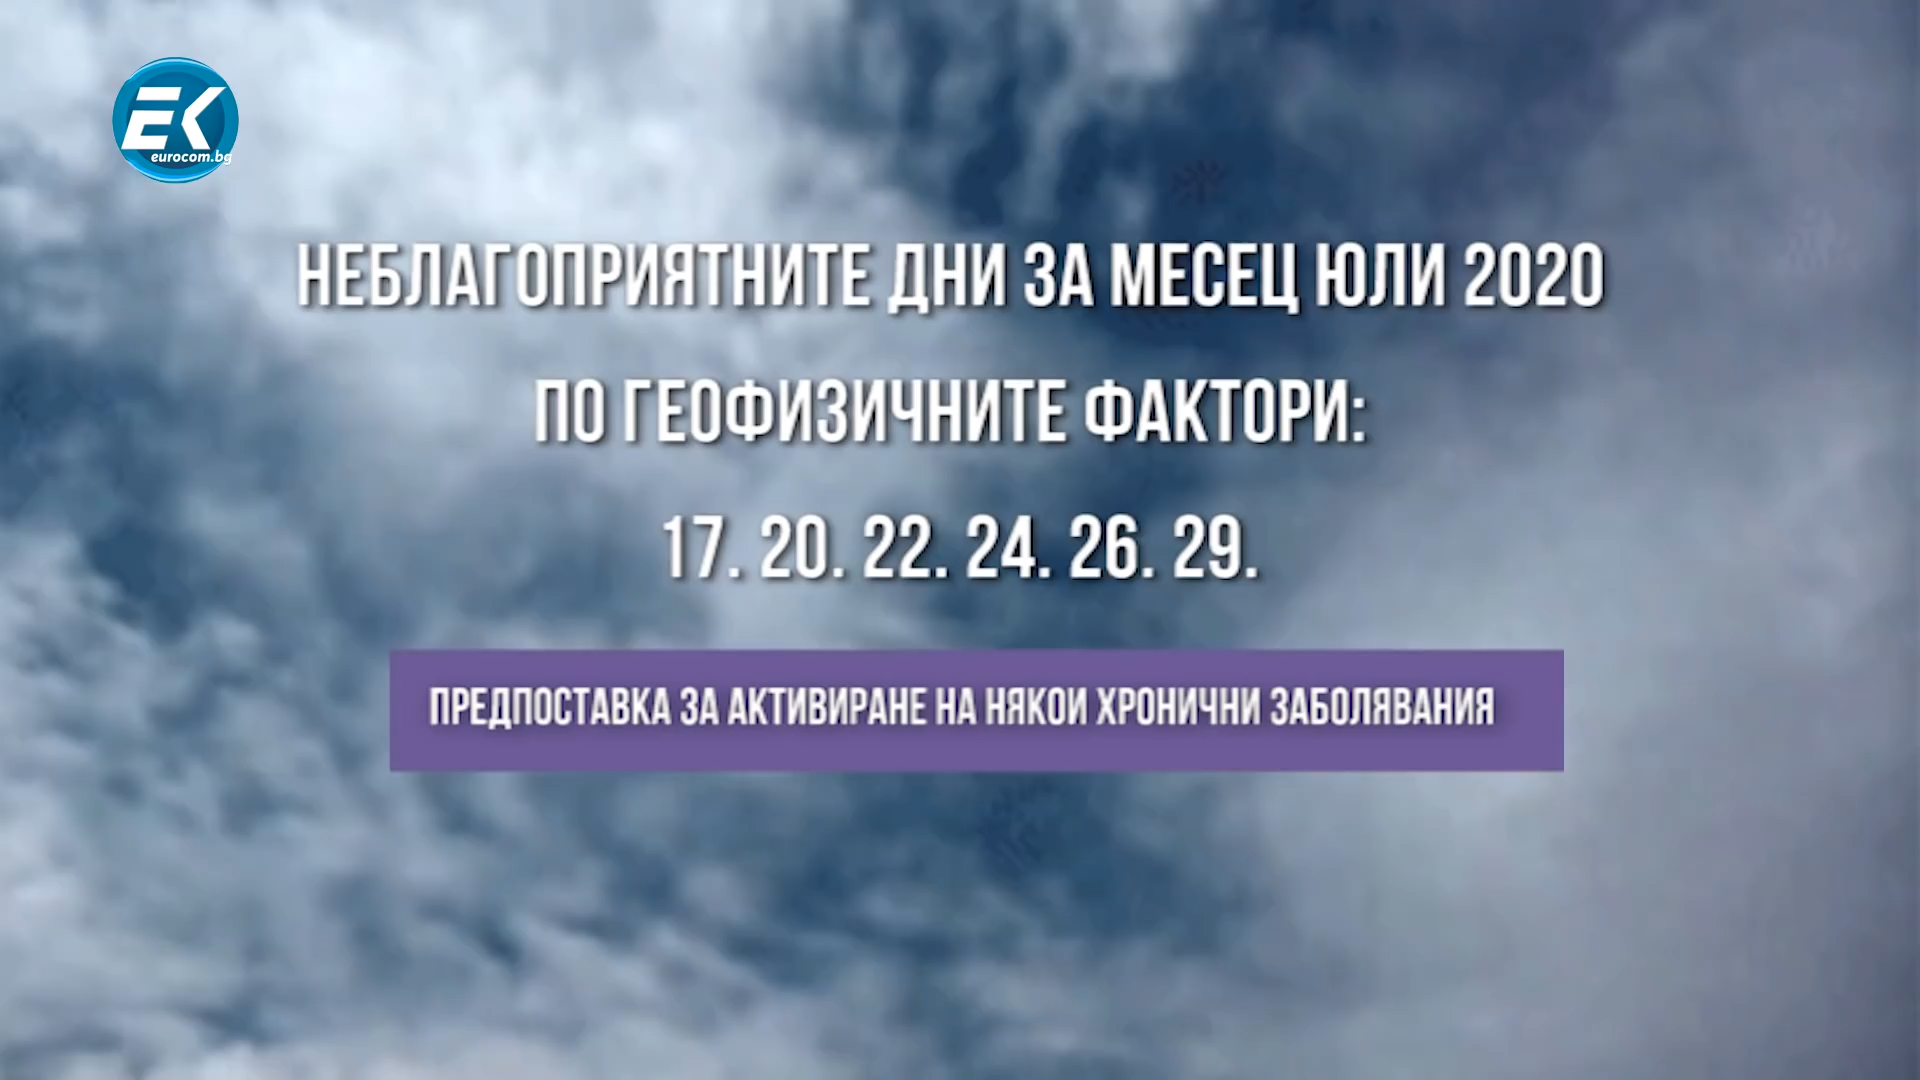 EK
eurocom.bg
НЕБЛАГОПРИЯТНИТЕ ДНИ ЗА МЕСЕЦ ЮЛИ 2020
ПО ГЕОФИЗИЧНИТЕ ФАКТОРИ:
17. 20. 22. 24. 26. 29.
ПРЕДПОСТАВКА ЗА АКТИВИРАНЕ НА НЯКОИ ХРОНИЧНИ ЗАБОЛЯВАНИЯ